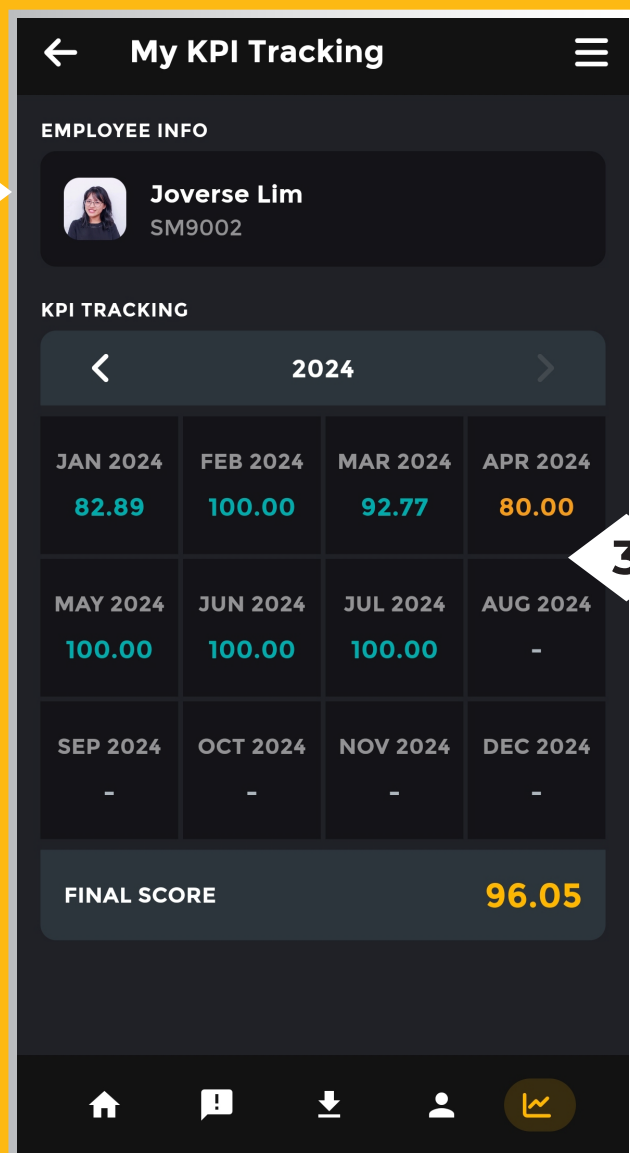 My KPI Tracking
EMPLOYEE INFO
Joverse Lim
SM9002
KPI TRACKING
2024
JAN 2024 FEB 2024 MAR 2024 APR 2024
82.89 100.00 92.77 80.00
3
MAY 2024 JUN 2024 JUL 2024 AUG 2024
100.00 100.00 100.00 -
SEP 2024 OCT 2024 NOV 2024 DEC 2024
- - - -
FINAL SCORE 96.05